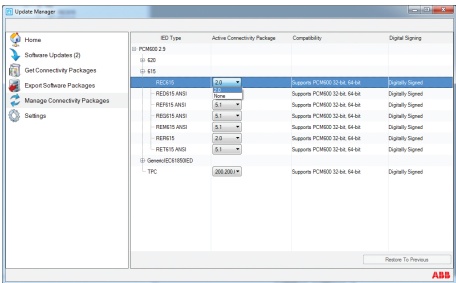 Update Manager
Home
Software Updates (2)
Get Connectivity Packages
Export Software Packages
Manage Connectivity Packages
Settings
IED Type Active Connectivity Package Compatibility Digital Signing
PCM600 2.9
620
615
REC615 2.0 Supports PCM600 32-bit, 64-bit Digitally Signed
2.0
None
RED615 ANSI Supports PCM600 32-bit, 64-bit Digitally Signed
REF615 ANSI 5.1 Supports PCM600 32-bit, 64-bit Digitally Signed
REG615 ANSI 5.1 Supports PCM600 32-bit, 64-bit Digitally Signed
REM615 ANSI 5.1 Supports PCM600 32-bit, 64-bit Digitally Signed
RER615 2.0 Supports PCM600 32-bit, 64-bit Digitally Signed
RET615 ANSI 5.1 Supports PCM600 32-bit, 64-bit Digitally Signed
GenericIEC61850IED
TPC 200.200.1 Supports PCM600 32-bit, 64-bit Digitally Signed
Restore To Previous
ABB